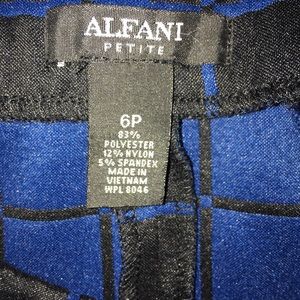 ALFANI
PETITE
6P
83%
POLYESTER
12% NYLON
5% SPANDEX
MADE IN
VIETNAM
WPL 8046